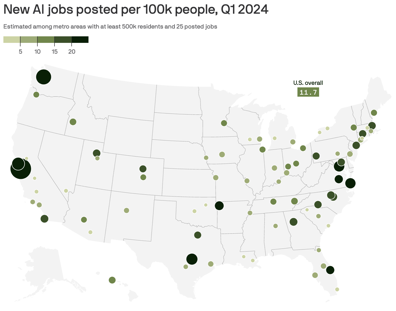 New AI jobs posted per 100k people, Q1 2024
Estimated among metro areas with at least 500k residents and 25 posted jobs
5 10 15 20
U.S. overall
11.7